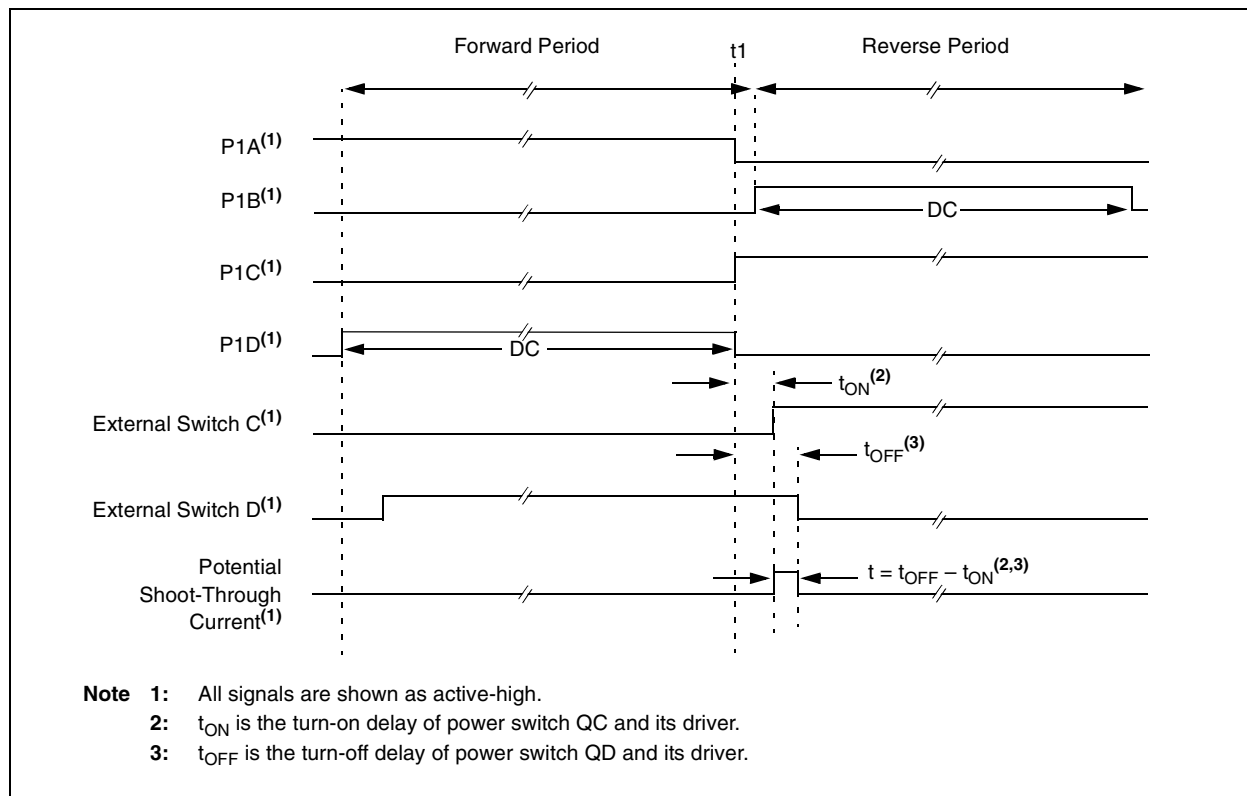 Forward Period
t1
Reverse Period
P1A(1)
P1B(1)
DC
P1C(1)
P1D(1)
DC
tON(2)
External Switch C(1)
tOFF(3)
External Switch D(1)
Potential
Shoot-Through
Current(1)
t = tOFF – tON(2,3)
Note 1: All signals are shown as active-high.
2: tON is the turn-on delay of power switch QC and its driver.
3: tOFF is the turn-off delay of power switch QD and its driver.